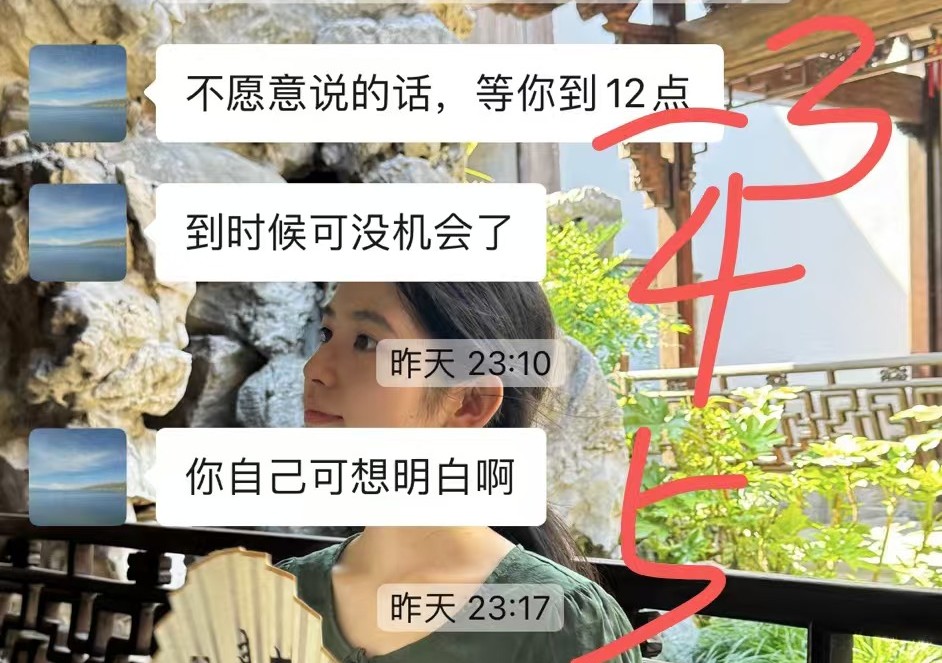 不愿意说的话，等你到12点
3
到时候可没机会了
4
昨天 23:10
你自己可想明白啊
5
昨天 23:17